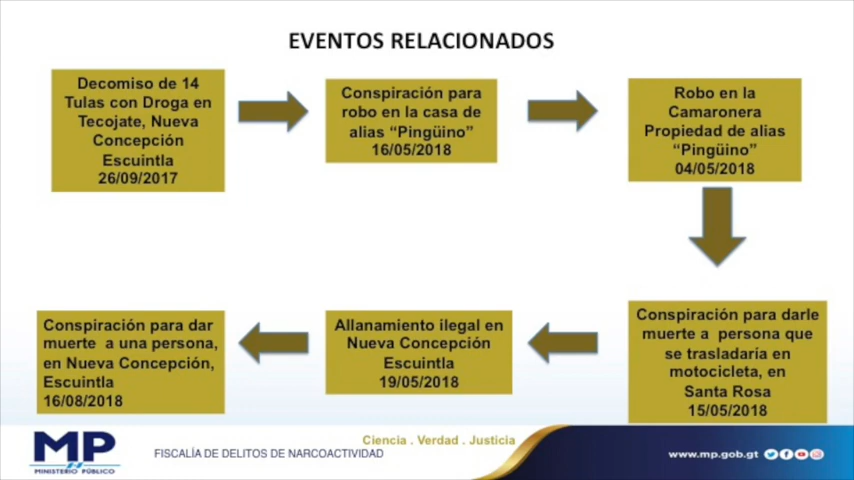 EVENTOS RELACIONADOS
Decomiso de 14
Tulas con Droga en
Tecojate, Nueva
Concepción
Escuintla
26/09/2017
Conspiración para
robo en la casa de
alias “Pingüino”
16/05/2018
Robo en la
Camaronera
Propiedad de alias
“Pingüino”
04/05/2018
Conspiración para darle
muerte a persona que
se trasladaría en
motocicleta, en
Santa Rosa
15/05/2018
Allanamiento ilegal en
Nueva Concepción
Escuintla
19/05/2018
Conspiración para dar
muerte a una persona,
en Nueva Concepción,
Escuintla
16/08/2018
MP
MINISTERIO PÚBLICO
Ciencia . Verdad . Justicia
FISCALÍA DE DELITOS DE NARCOACTIVIDAD
www.mp.gob.gt